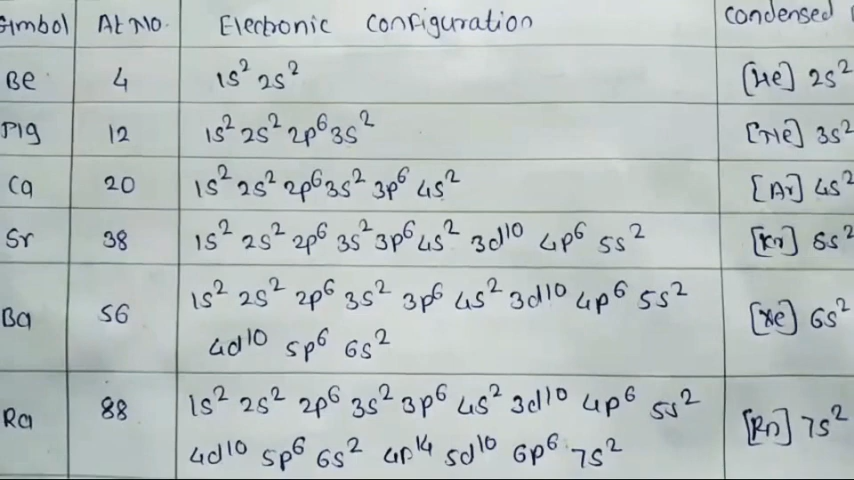 Simbol At No. Electronic Configuration Condensed
Be 4 1s² 2s² [He] 2s²
Mg 12 1s² 2s² 2p⁶ 3s² [Ne] 3s²
Ca 20 1s² 2s² 2p⁶ 3s² 3p⁶ 4s² [Ar] 4s²
Sr 38 1s² 2s² 2p⁶ 3s² 3p⁶ 4s² 3d¹⁰ 4p⁶ 5s² [Kr] 5s²
Ba 56 1s² 2s² 2p⁶ 3s² 3p⁶ 4s² 3d¹⁰ 4p⁶ 5s² [Xe] 6s²
4d¹⁰ 5p⁶ 6s²
Ra 88 1s² 2s² 2p⁶ 3s² 3p⁶ 4s² 3d¹⁰ 4p⁶ 5s² [Rn] 7s²
4d¹⁰ 5p⁶ 6s² 4p¹⁴ 5d¹⁰ 6p⁶ 7s²